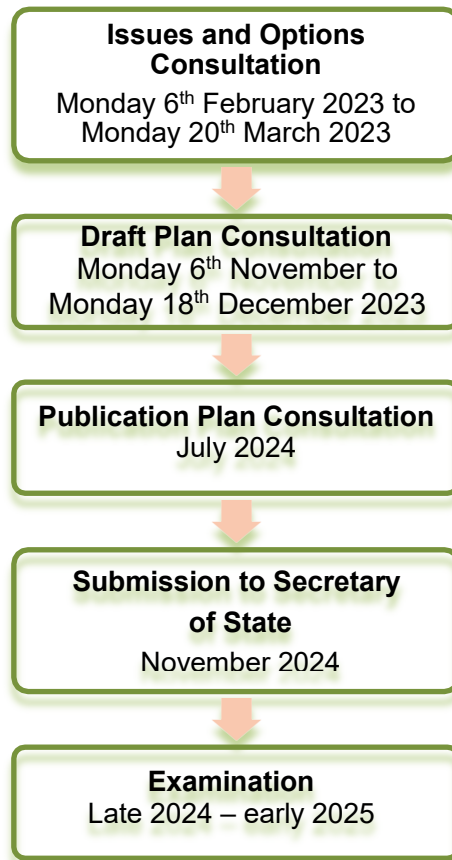 Issues and Options
Consultation
Monday 6th February 2023 to
Monday 20th March 2023
Draft Plan Consultation
Monday 6th November to
Monday 18th December 2023
Publication Plan Consultation
July 2024
Submission to Secretary
of State
November 2024
Examination
Late 2024 – early 2025